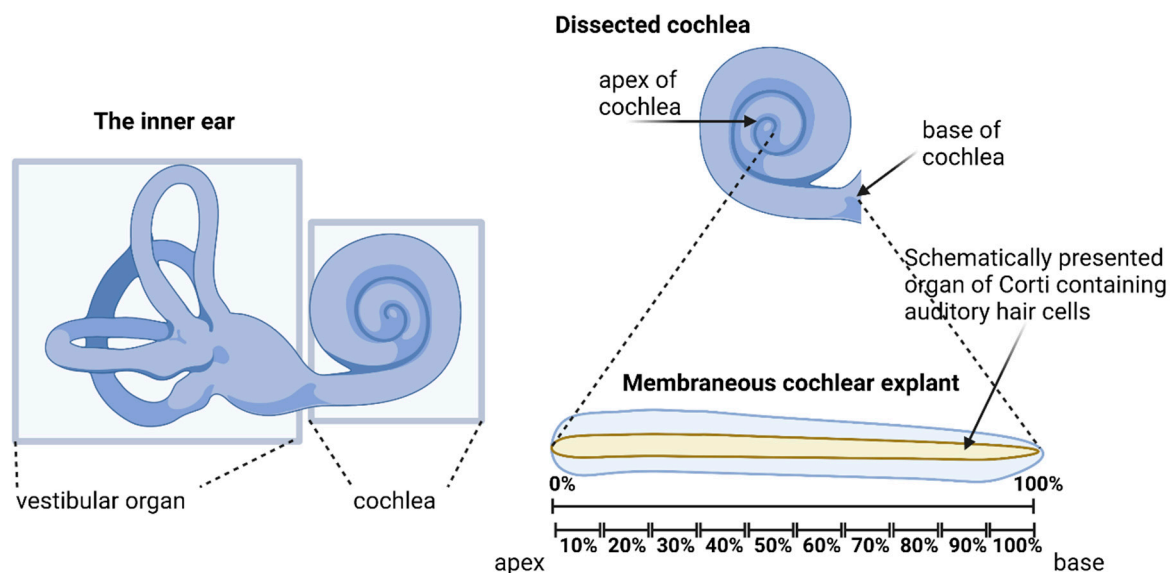 The inner ear
vestibular organ
cochlea
Dissected cochlea
apex of
cochlea
base of
cochlea
Schematically presented
organ of Corti containing
auditory hair cells
Membraneous cochlear explant
0% 100%
10% 20% 30% 40% 50% 60% 70% 80% 90% 100%
apex base